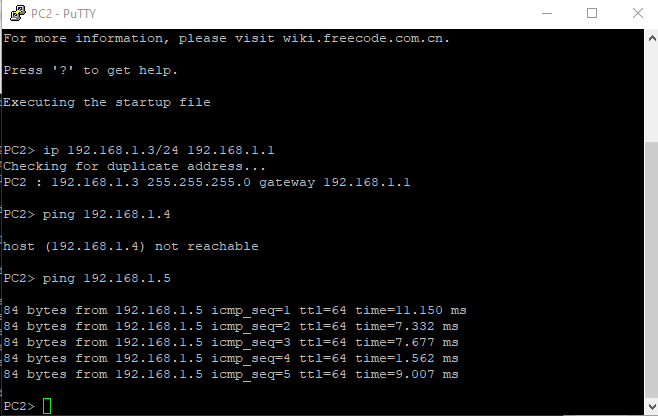 PC2 - PuTTY
For more information, please visit wiki.freecode.com.cn.
Press '?' to get help.
Executing the startup file
PC2> ip 192.168.1.3/24 192.168.1.1
Checking for duplicate address...
PC2 : 192.168.1.3 255.255.255.0 gateway 192.168.1.1
PC2> ping 192.168.1.4
host (192.168.1.4) not reachable
PC2> ping 192.168.1.5
84 bytes from 192.168.1.5 icmp_seq=1 ttl=64 time=11.150 ms
84 bytes from 192.168.1.5 icmp_seq=2 ttl=64 time=7.332 ms
84 bytes from 192.168.1.5 icmp_seq=3 ttl=64 time=7.677 ms
84 bytes from 192.168.1.5 icmp_seq=4 ttl=64 time=1.562 ms
84 bytes from 192.168.1.5 icmp_seq=5 ttl=64 time=9.007 ms
PC2>